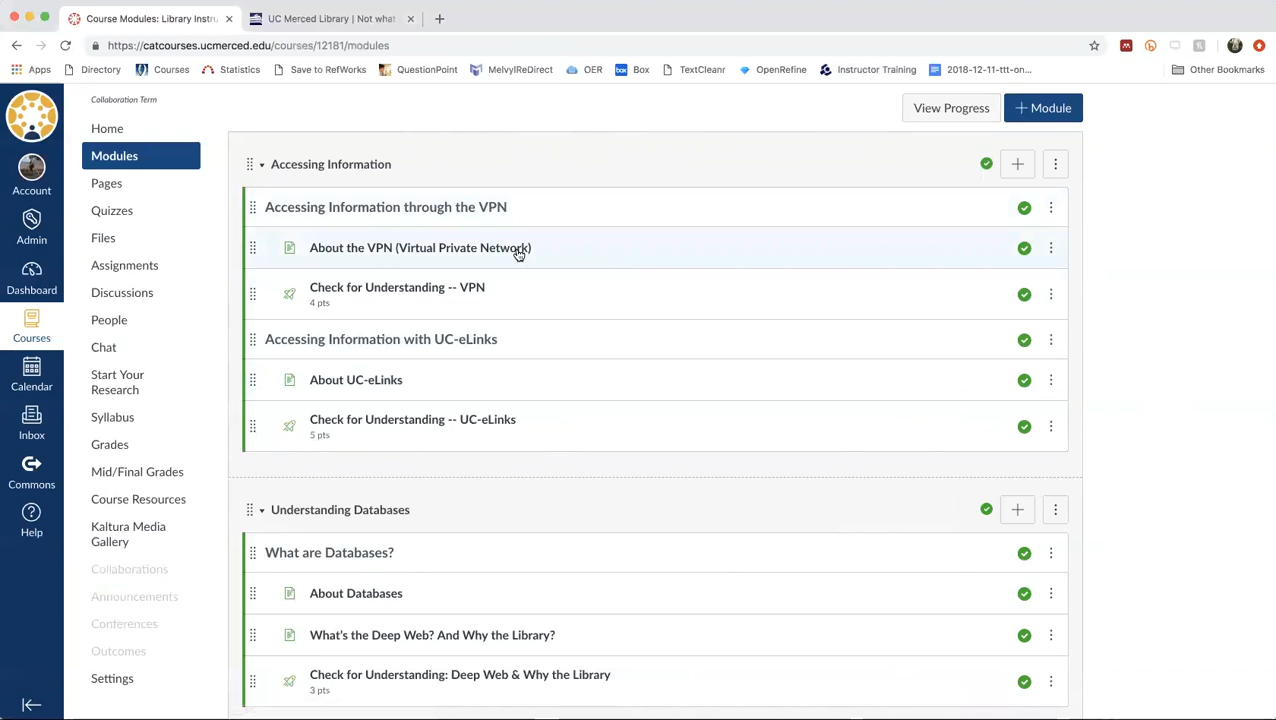 Course Modules: Library Instru
UC Merced Library | Not what
https://catcourses.ucmerced.edu/courses/12181/modules
Apps
Directory
Courses
Statistics
Save to RefWorks
QuestionPoint
MelvylReDirect
OER
box
Box
TextCleanr
OpenRefine
Instructor Training
2018-12-11-ttt-on...
Other Bookmarks
Account
Admin
Dashboard
Courses
Calendar
Inbox
Commons
Help
Collaboration Term
Home
Modules
Pages
Quizzes
Files
Assignments
Discussions
People
Chat
Start Your
Research
Syllabus
Grades
Mid/Final Grades
Course Resources
Kaltura Media
Gallery
Collaborations
Announcements
Conferences
Outcomes
Settings
View Progress
+ Module
Accessing Information
Accessing Information through the VPN
About the VPN (Virtual Private Network)
Check for Understanding -- VPN
4 pts
Accessing Information with UC-eLinks
About UC-eLinks
Check for Understanding -- UC-eLinks
5 pts
Understanding Databases
What are Databases?
About Databases
What's the Deep Web? And Why the Library?
Check for Understanding: Deep Web & Why the Library
3 pts